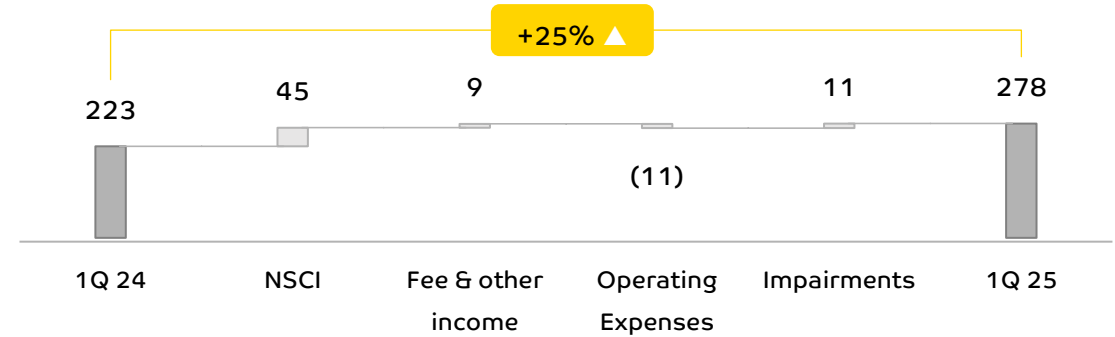 +25% ▲
223
45
9
(11)
11
278
1Q 24
NSCI
Fee & other
income
Operating
Expenses
Impairments
1Q 25